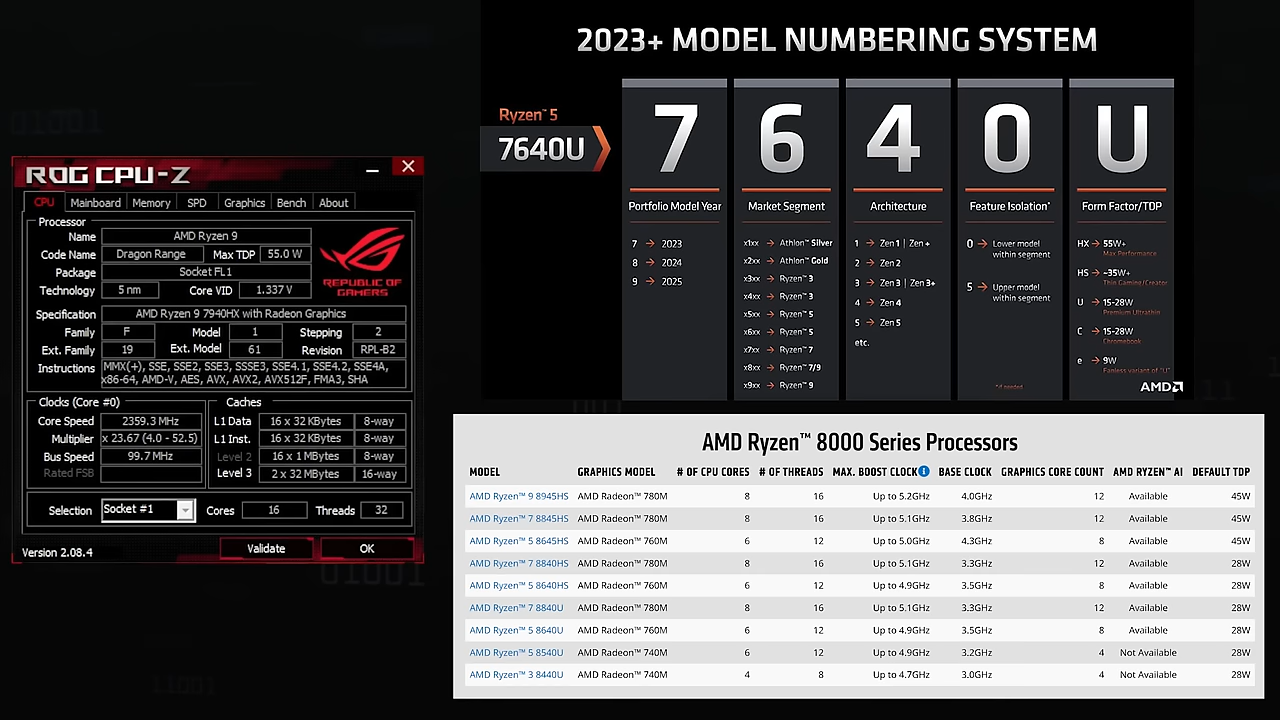 2023+ MODEL NUMBERING SYSTEM
Ryzen™ 5
7640U
7
Portfolio Model Year
7 → 2023
8 → 2024
9 → 2025
6
Market Segment
x1xx → Athlon™ Silver
x2xx → Athlon™ Gold
x3xx → Ryzen™ 3
x4xx → Ryzen™ 3
x5xx → Ryzen™ 5
x6xx → Ryzen™ 5
x7xx → Ryzen™ 7
x8xx → Ryzen™ 7/9
x9xx → Ryzen™ 9
4
Architecture
1 → Zen 1 | Zen +
2 → Zen 2
3 → Zen 3 | Zen 3+
4 → Zen 4
5 → Zen 5
etc.
0
Feature Isolation*
0 → Lower model
within segment
5 → Upper model
within segment
*if needed
U
Form Factor/TDP
HX → 55W+
Max Performance
HS → ~35W+
Thin Gaming/Creator
U → 15-28W
Premium Ultrathin
C → 15-28W
Chromebook
e → 9W
Fanless variant of "U"
AMD
ROG CPU-Z
CPU Mainboard Memory SPD Graphics Bench About
Processor
Name AMD Ryzen 9
Code Name Dragon Range Max TDP 55.0 W
Package Socket FL1
Technology 5 nm Core VID 1.337 V
REPUBLIC OF
GAMERS
Specification AMD Ryzen 9 7940HX with Radeon Graphics
Family F Model 1 Stepping 2
Ext. Family 19 Ext. Model 61 Revision RPL-B2
Instructions MMX(+), SSE, SSE2, SSE3, SSSE3, SSE4.1, SSE4.2, SSE4A,
x86-64, AMD-V, AES, AVX, AVX2, AVX512F, FMA3, SHA
Clocks (Core #0)
Core Speed 2359.3 MHz
Multiplier x 23.67 (4.0 - 52.5)
Bus Speed 99.7 MHz
Rated FSB
Caches
L1 Data 16 x 32 KBytes 8-way
L1 Inst. 16 x 32 KBytes 8-way
Level 2 16 x 1 MBytes 8-way
Level 3 2 x 32 MBytes 16-way
Selection Socket #1 Cores 16 Threads 32
Version 2.08.4 Validate OK
AMD Ryzen™ 8000 Series Processors
MODEL GRAPHICS MODEL # OF CPU CORES # OF THREADS MAX. BOOST CLOCK BASE CLOCK GRAPHICS CORE COUNT AMD RYZEN™ AI DEFAULT TDP
AMD Ryzen™ 9 8945HS AMD Radeon™ 780M 8 16 Up to 5.2GHz 4.0GHz 12 Available 45W
AMD Ryzen™ 7 8845HS AMD Radeon™ 780M 8 16 Up to 5.1GHz 3.8GHz 12 Available 45W
AMD Ryzen™ 5 8645HS AMD Radeon™ 760M 6 12 Up to 5.0GHz 4.3GHz 8 Available 45W
AMD Ryzen™ 7 8840HS AMD Radeon™ 780M 8 16 Up to 5.1GHz 3.3GHz 12 Available 28W
AMD Ryzen™ 5 8640HS AMD Radeon™ 760M 6 12 Up to 4.9GHz 3.5GHz 8 Available 28W
AMD Ryzen™ 7 8840U AMD Radeon™ 780M 8 16 Up to 5.1GHz 3.3GHz 12 Available 28W
AMD Ryzen™ 5 8640U AMD Radeon™ 760M 6 12 Up to 4.9GHz 3.5GHz 8 Available 28W
AMD Ryzen™ 5 8540U AMD Radeon™ 740M 6 12 Up to 4.9GHz 3.2GHz 4 Not Available 28W
AMD Ryzen™ 3 8440U AMD Radeon™ 740M 4 8 Up to 4.7GHz 3.0GHz 4 Not Available 28W